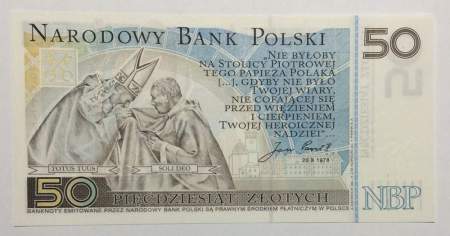 NARODOWY BANK POLSKI
50
„NIE BYŁOBY
NA STOLICY PIOTROWEJ
TEGO PAPIEŻA POLAKA
[...], GDYBY NIE BYŁO
TWOJEJ WIARY,
NIE COFAJĄCEJ SIĘ
PRZED WIĘZIENIEM
I CIERPIENIEM,
TWOJEJ HEROICZNEJ
NADZIEI”...
23 X 1978
TOTUS TUUS
SOLI DEO
50
PIĘĆDZIESIĄT ZŁOTYCH
NBP
BANKNOTY EMITOWANE PRZEZ NARODOWY BANK POLSKI SĄ PRAWNYM ŚRODKIEM PŁATNICZYM W POLSCE